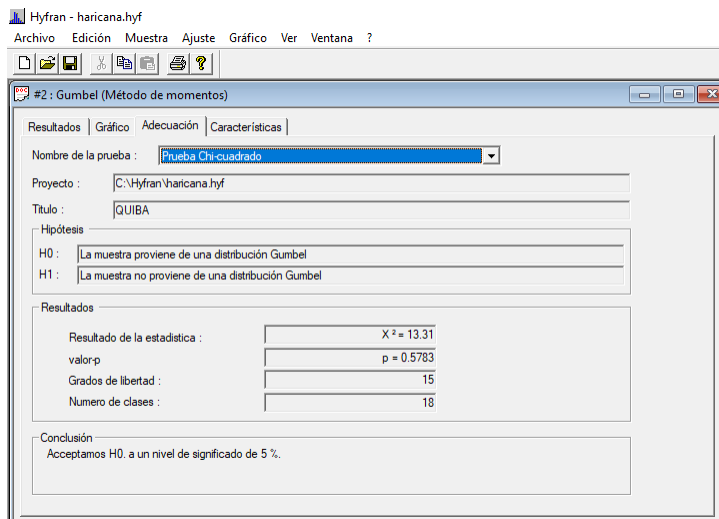 Hyfran - haricana.hyf
Archivo Edición Muestra Ajuste Gráfico Ver Ventana ?
#2 : Gumbel (Método de momentos)
Resultados Gráfico Adecuación Características
Nombre de la prueba : Prueba Chi-cuadrado
Proyecto : C:\Hyfran\haricana.hyf
Titulo : QUIBA
Hipótesis
H0 : La muestra proviene de una distribución Gumbel
H1 : La muestra no proviene de una distribución Gumbel
Resultados
Resultado de la estadistica : X ² = 13.31
valor-p p = 0.5783
Grados de libertad : 15
Numero de clases : 18
Conclusión
Acceptamos H0. a un nivel de significado de 5 %.